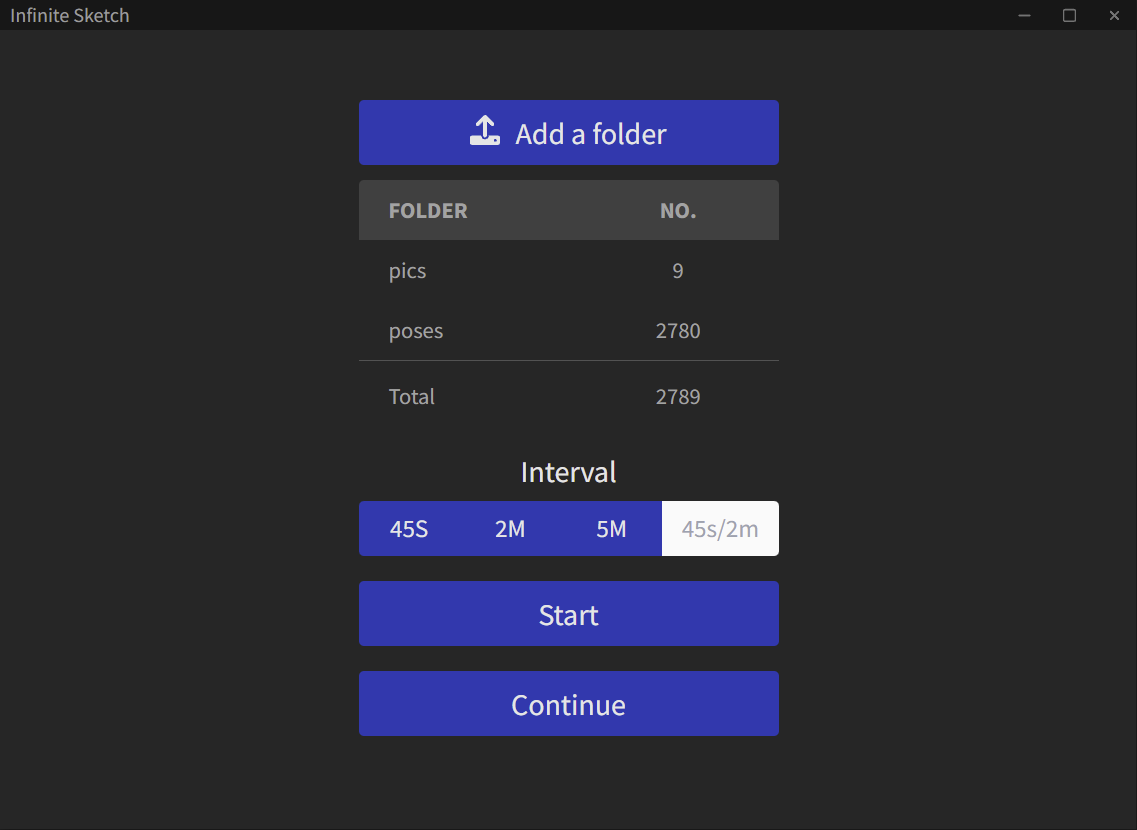 Infinite Sketch
Add a folder
FOLDER NO.
pics 9
poses 2780
Total 2789
Interval
45S 2M 5M 45s/2m
Start
Continue